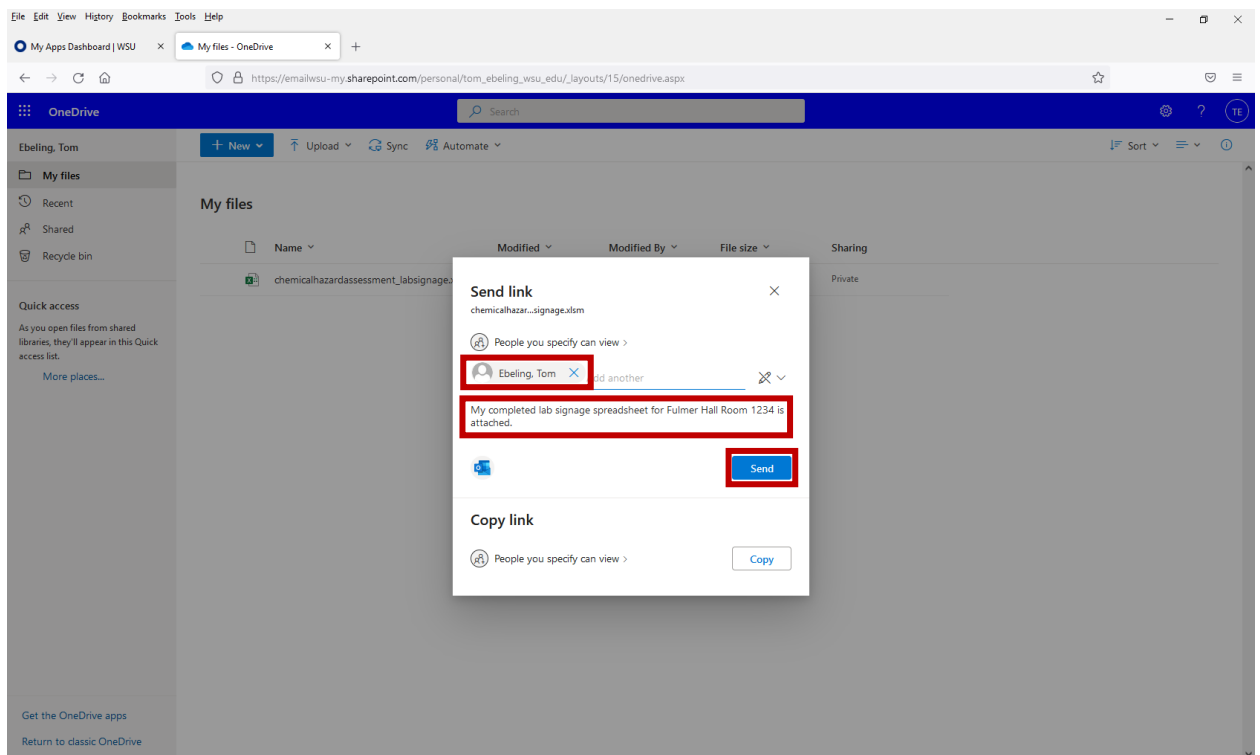 File Edit View History Bookmarks Tools Help
My Apps Dashboard | WSU
My files - OneDrive
https://emailwsu-my.sharepoint.com/personal/tom_ebeling_wsu_edu/_layouts/15/onedrive.aspx
OneDrive
Search
? TE
Ebeling, Tom
+ New Upload Sync Automate
Sort
My files
Recent
Shared
Recycle bin
Quick access
As you open files from shared
libraries, they'll appear in this Quick
access list.
More places...
Get the OneDrive apps
Return to classic OneDrive
My files
Name Modified Modified By File size Sharing
chemicalhazardassessment_labsignage.x
Private
Send link
chemicalhazar...signage.xlsm
People you specify can view >
Ebeling, Tom
dd another
My completed lab signage spreadsheet for Fulmer Hall Room 1234 is
attached.
Send
Copy link
People you specify can view >
Copy